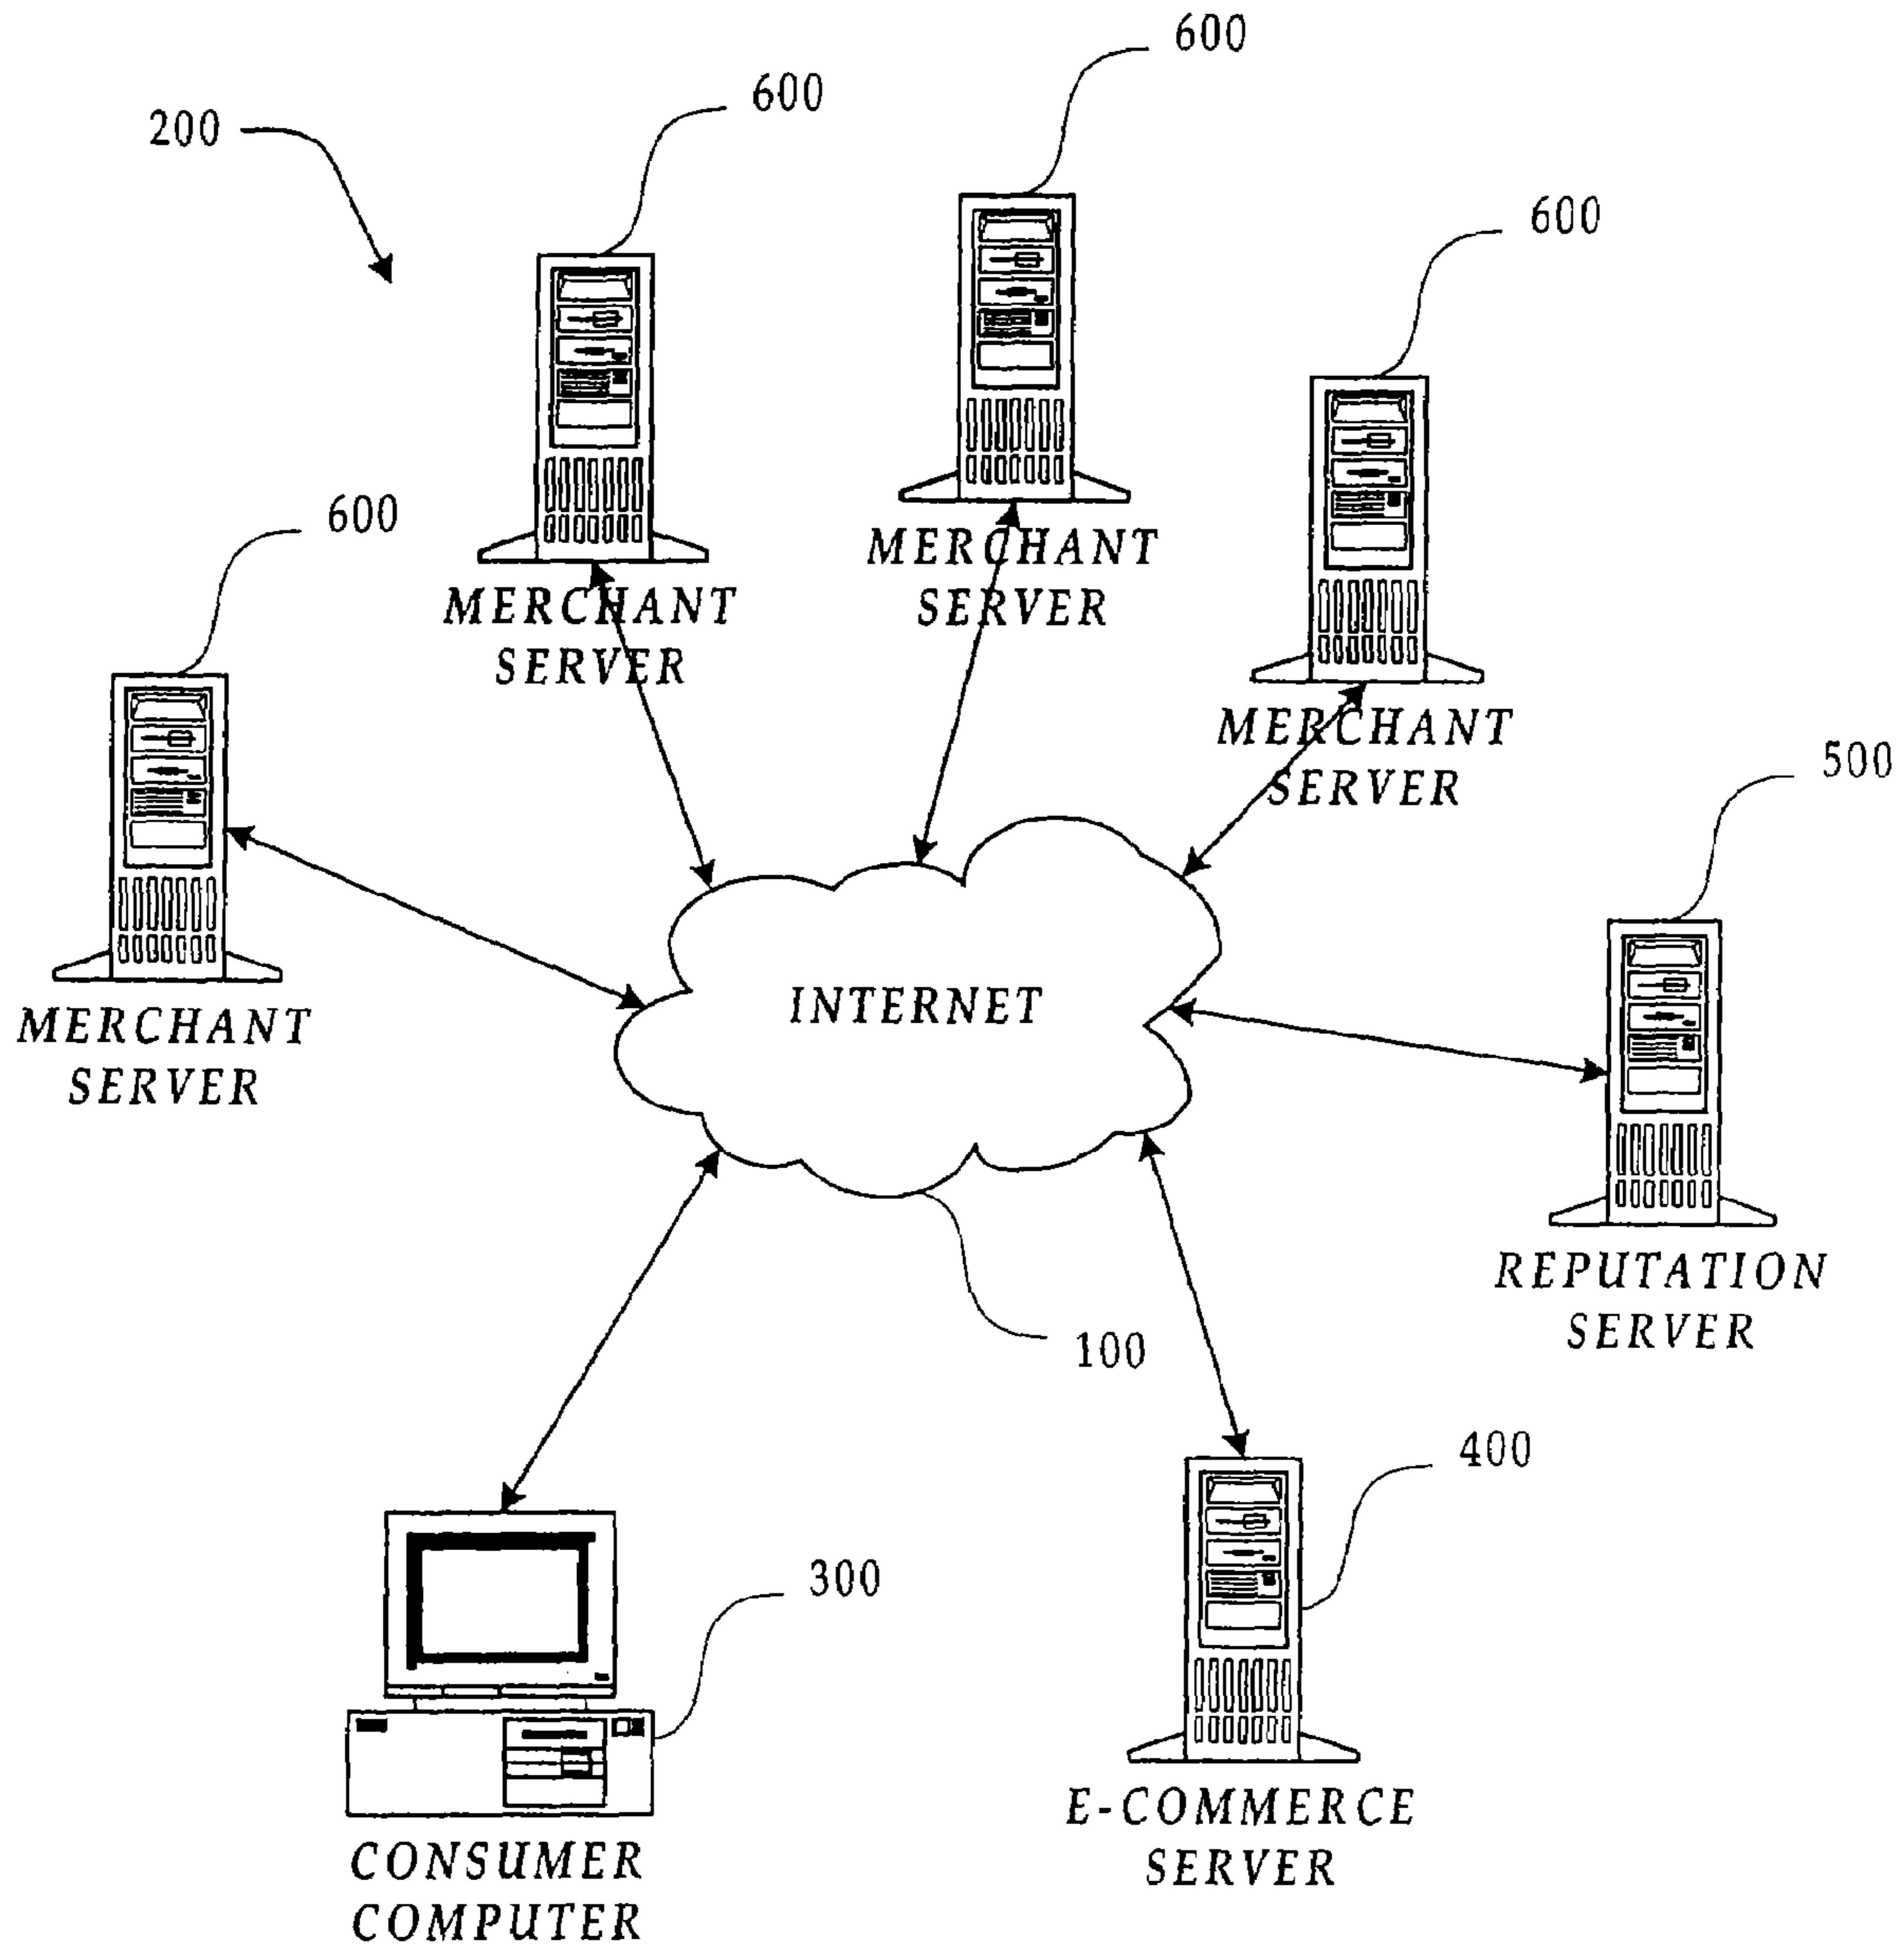 600
600
200
600
600
MERCHANT
SERVER
MERCHANT
SERVER
MERCHANT
SERVER
500
INTERNET
MERCHANT
SERVER
REPUTATION
SERVER
100
400
300
E-COMMERCE
SERVER
CONSUMER
COMPUTER